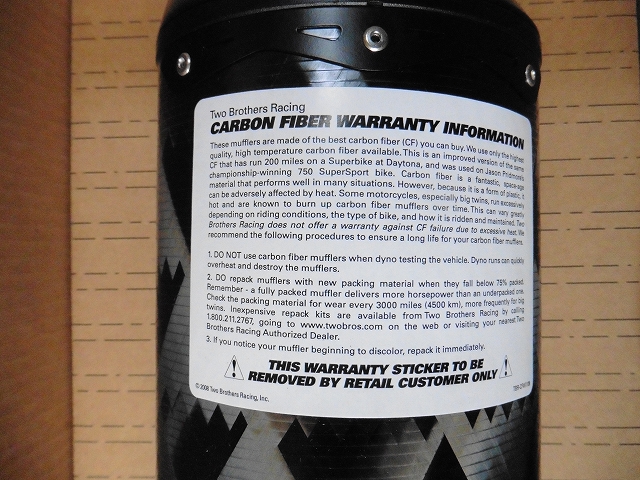 Two Brothers Racing
CARBON FIBER WARRANTY INFORMATION
These mufflers are made of the best carbon fiber (CF) you can buy. We use only the highest
quality, high temperature carbon fiber available. This is an improved version of the same
CF that has run 200 miles on a Superbike at Daytona, and was used on Jason Pridmore's
championship-winning 750 SuperSport bike. Carbon fiber is a fantastic, space-age
material that performs well in many situations. However, because it is a form of plastic, it
can be adversely affected by heat. Some motorcycles, especially big twins, run excessively
hot and are known to burn up carbon fiber mufflers over time. This can vary greatly
depending on riding conditions, the type of bike, and how it is ridden and maintained. Two
Brothers Racing does not offer a warranty against CF failure due to excessive heat. We
recommend the following procedures to ensure a long life for your carbon fiber mufflers.
1. DO NOT use carbon fiber mufflers when dyno testing the vehicle. Dyno runs can quickly
overheat and destroy the mufflers.
2. DO repack mufflers with new packing material when they fall below 75% packed.
Remember - a fully packed muffler delivers more horsepower than an underpacked one.
Check the packing material for wear every 3000 miles (4500 km), more frequently for big
twins. Inexpensive repack kits are available from Two Brothers Racing by calling
1.800.211.2767, going to www.twobros.com on the web or visiting your nearest Two
Brothers Racing Authorized Dealer.
3. If you notice your muffler beginning to discolor, repack it immediately.
THIS WARRANTY STICKER TO BE
REMOVED BY RETAIL CUSTOMER ONLY
© 2008 Two Brothers Racing, Inc.